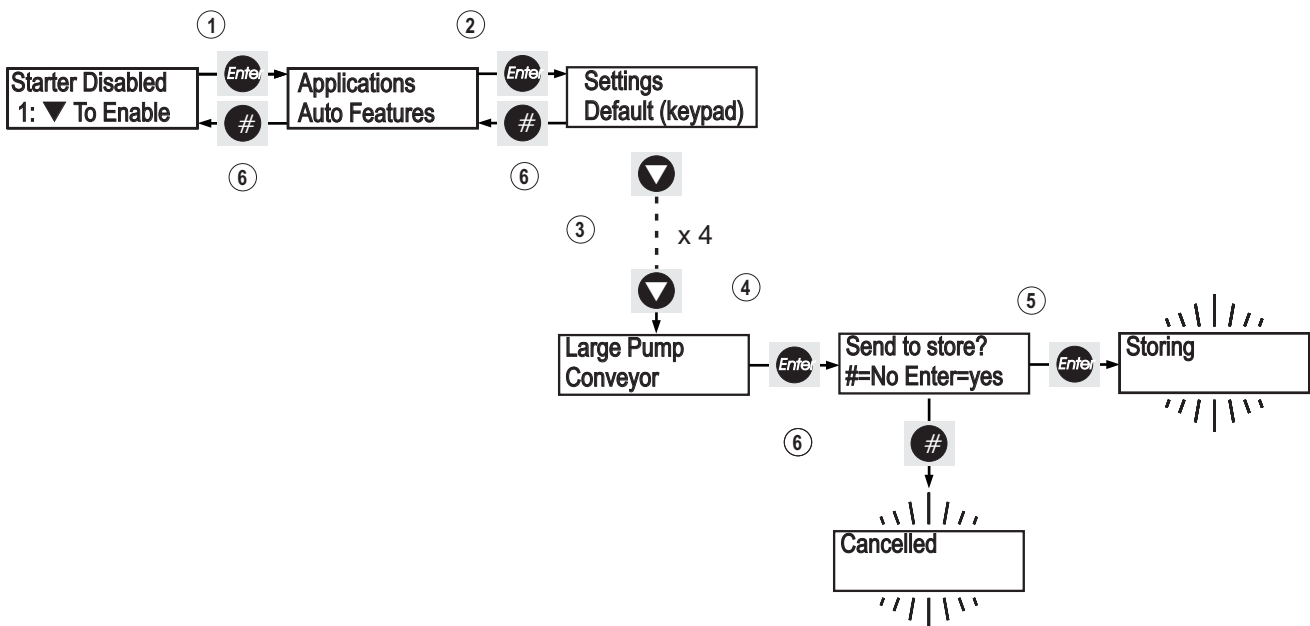 1
2
Enter
Enter
Starter Disabled
1: ▼ To Enable
Applications
Auto Features
Settings
Default (keypad)
#
#
6
6
3
x 4
4
5
Large Pump
Conveyor
Enter
Send to store?
#=No Enter=yes
Enter
Storing
6
#
Cancelled